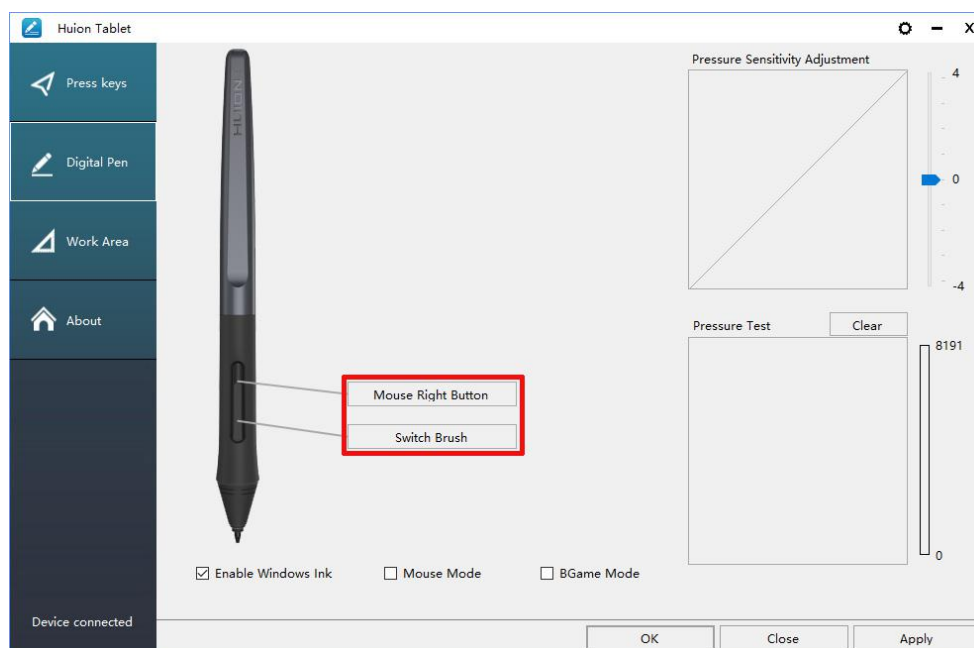 Huion Tablet
Press keys
Digital Pen
Work Area
About
Device connected
HUION
Mouse Right Button
Switch Brush
Enable Windows Ink
Mouse Mode
BGame Mode
Pressure Sensitivity Adjustment
4
0
-4
Pressure Test
Clear
8191
0
OK
Close
Apply